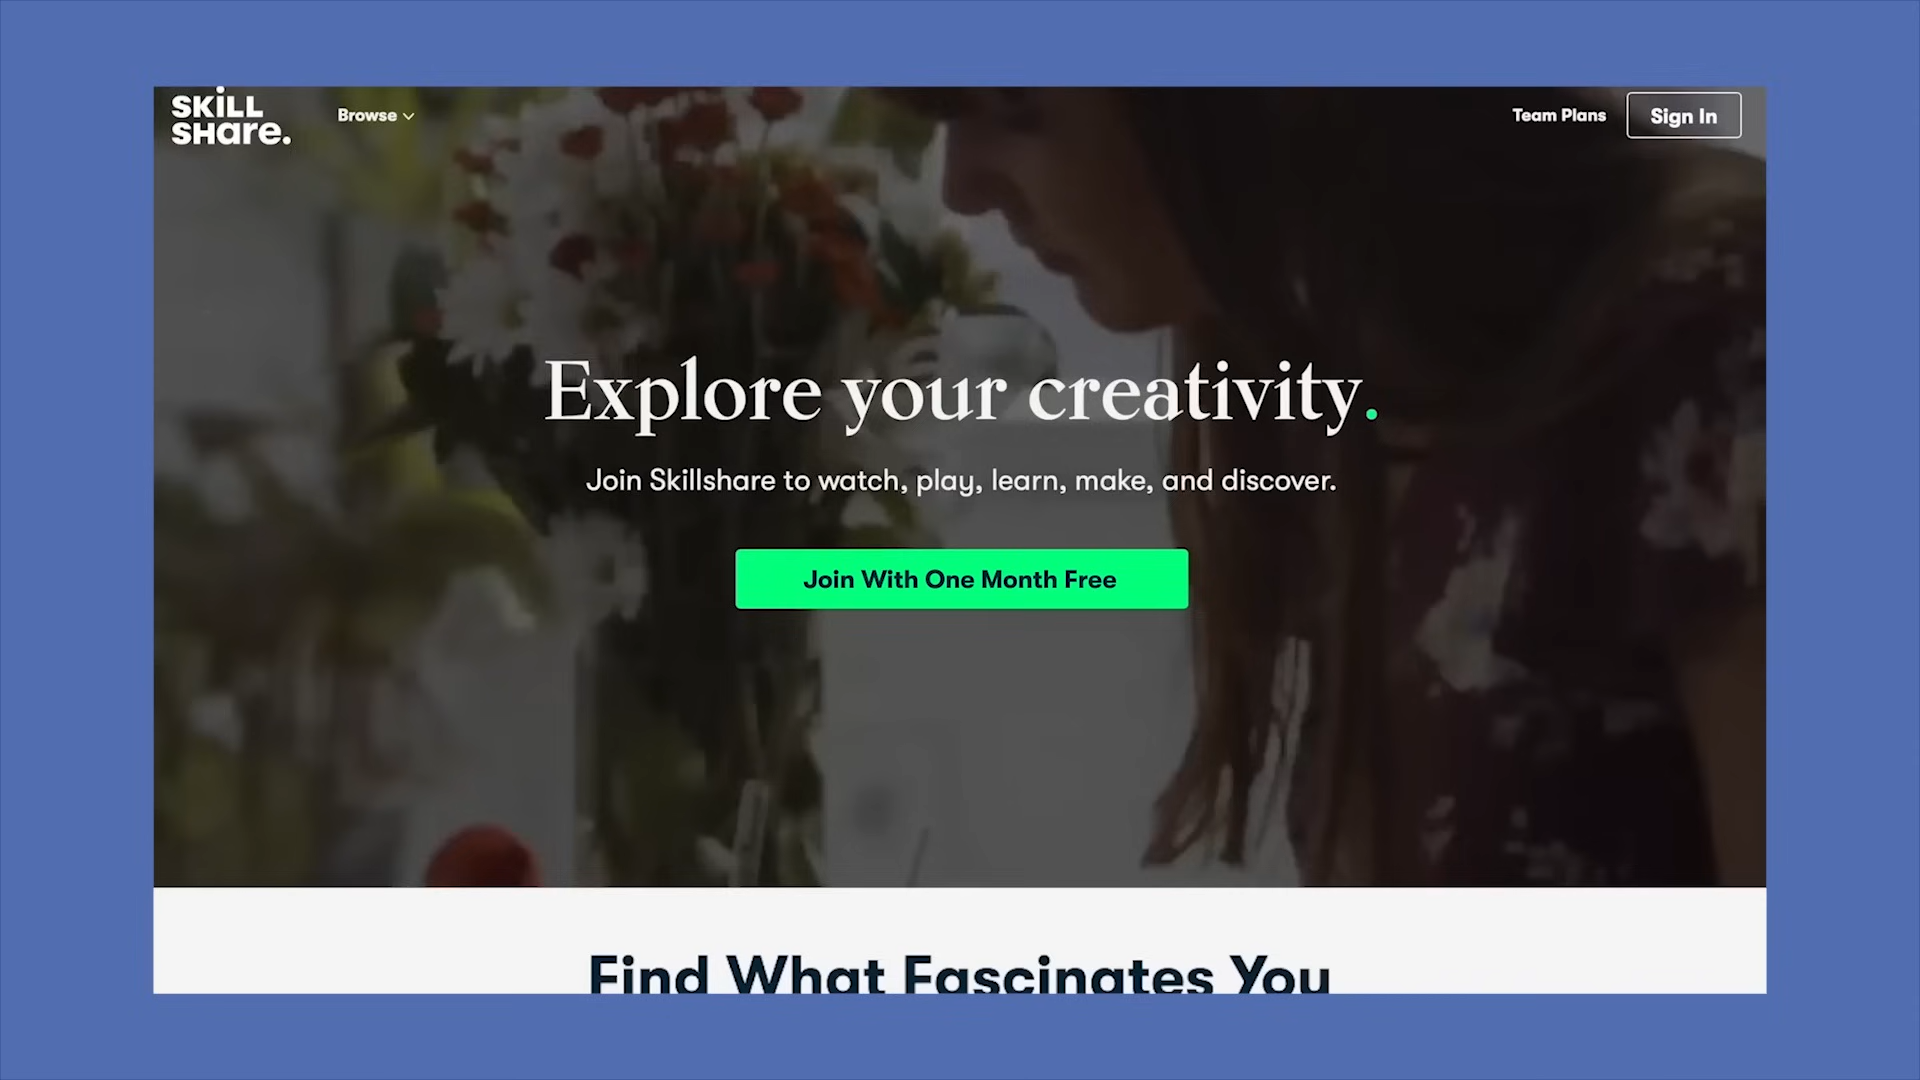 SKILL
SHare.
Browse
Team Plans
Sign In
Explore your creativity.
Join Skillshare to watch, play, learn, make, and discover.
Join With One Month Free
Find What Fascinates You